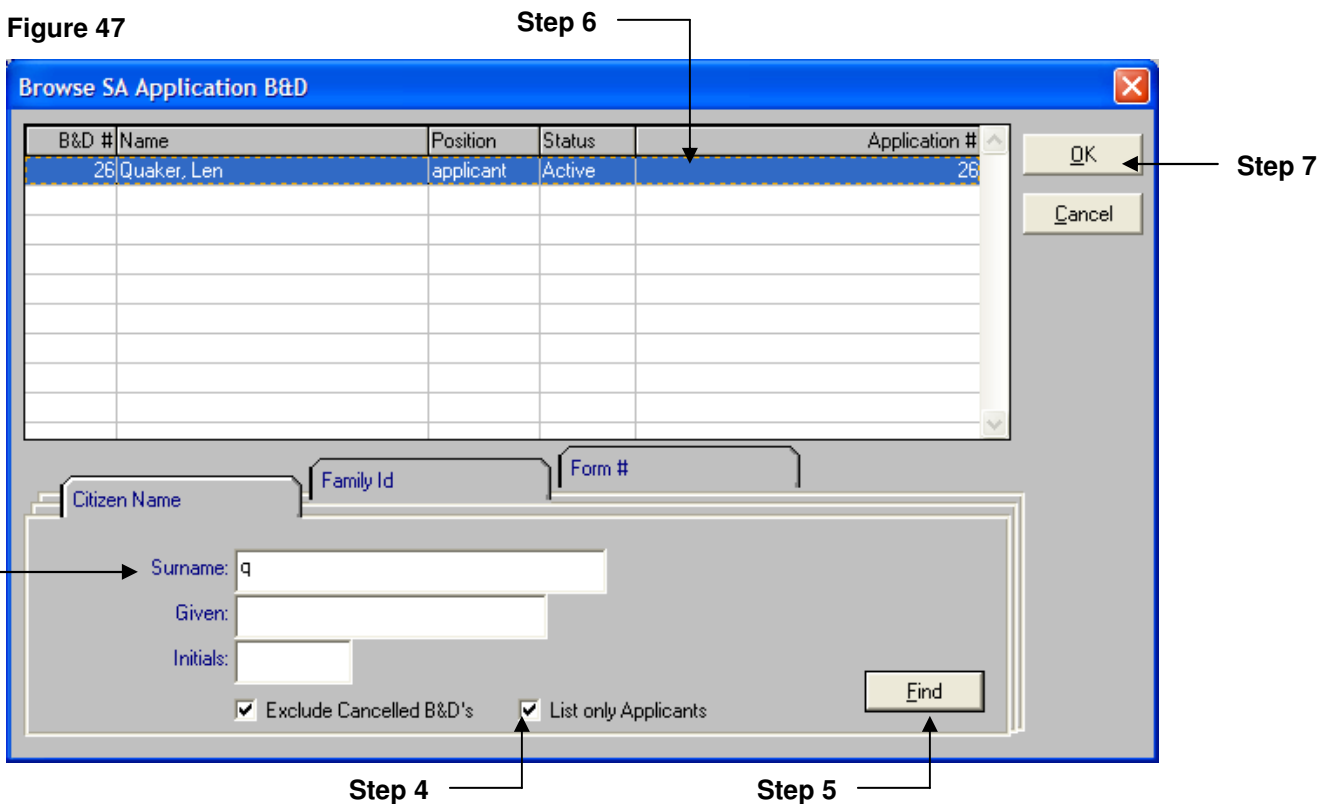 Figure 47
Step 6
Browse SA Application B&D
B&D # Name Position Status Application #
26 Quaker, Len applicant Active 26
OK
Step 7
Cancel
Citizen Name
Family Id
Form #
Surname: q
Given:
Initials:
Exclude Cancelled B&D's List only Applicants
Find
Step 4 Step 5